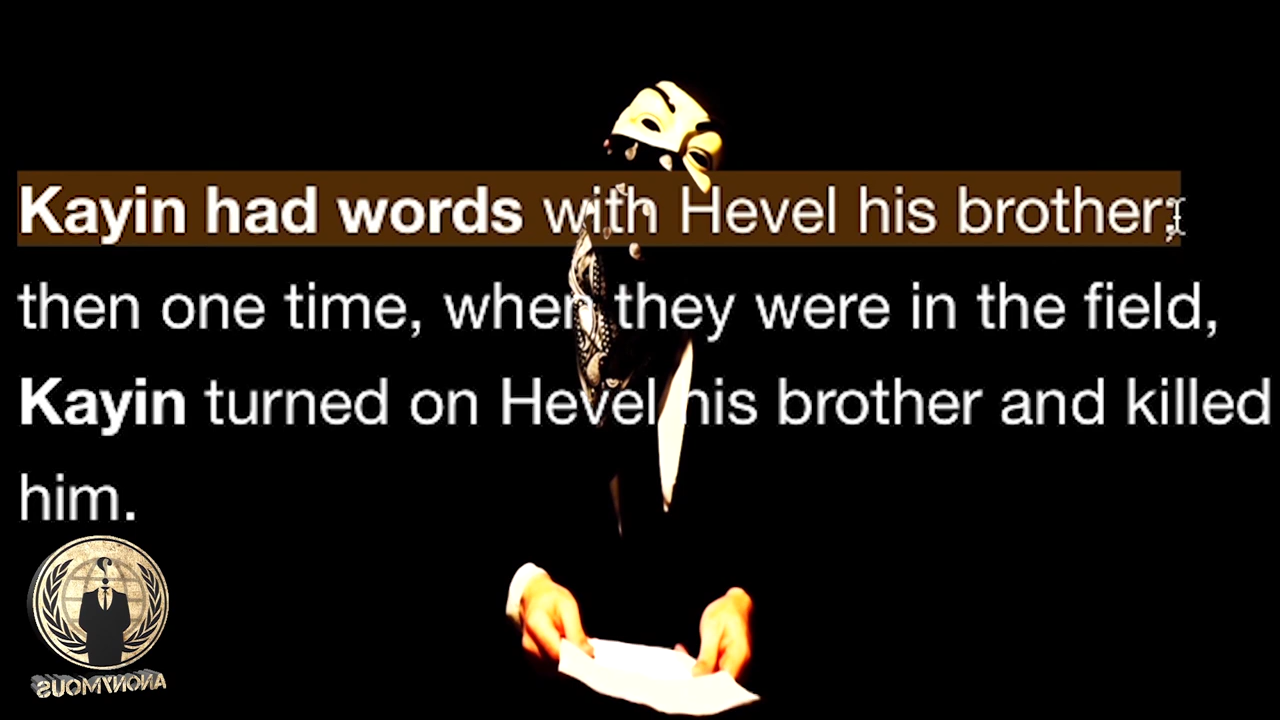 Kayin had words with Hevel his brother;
then one time, when they were in the field,
Kayin turned on Hevel his brother and killed
him.
ANONYMOUS